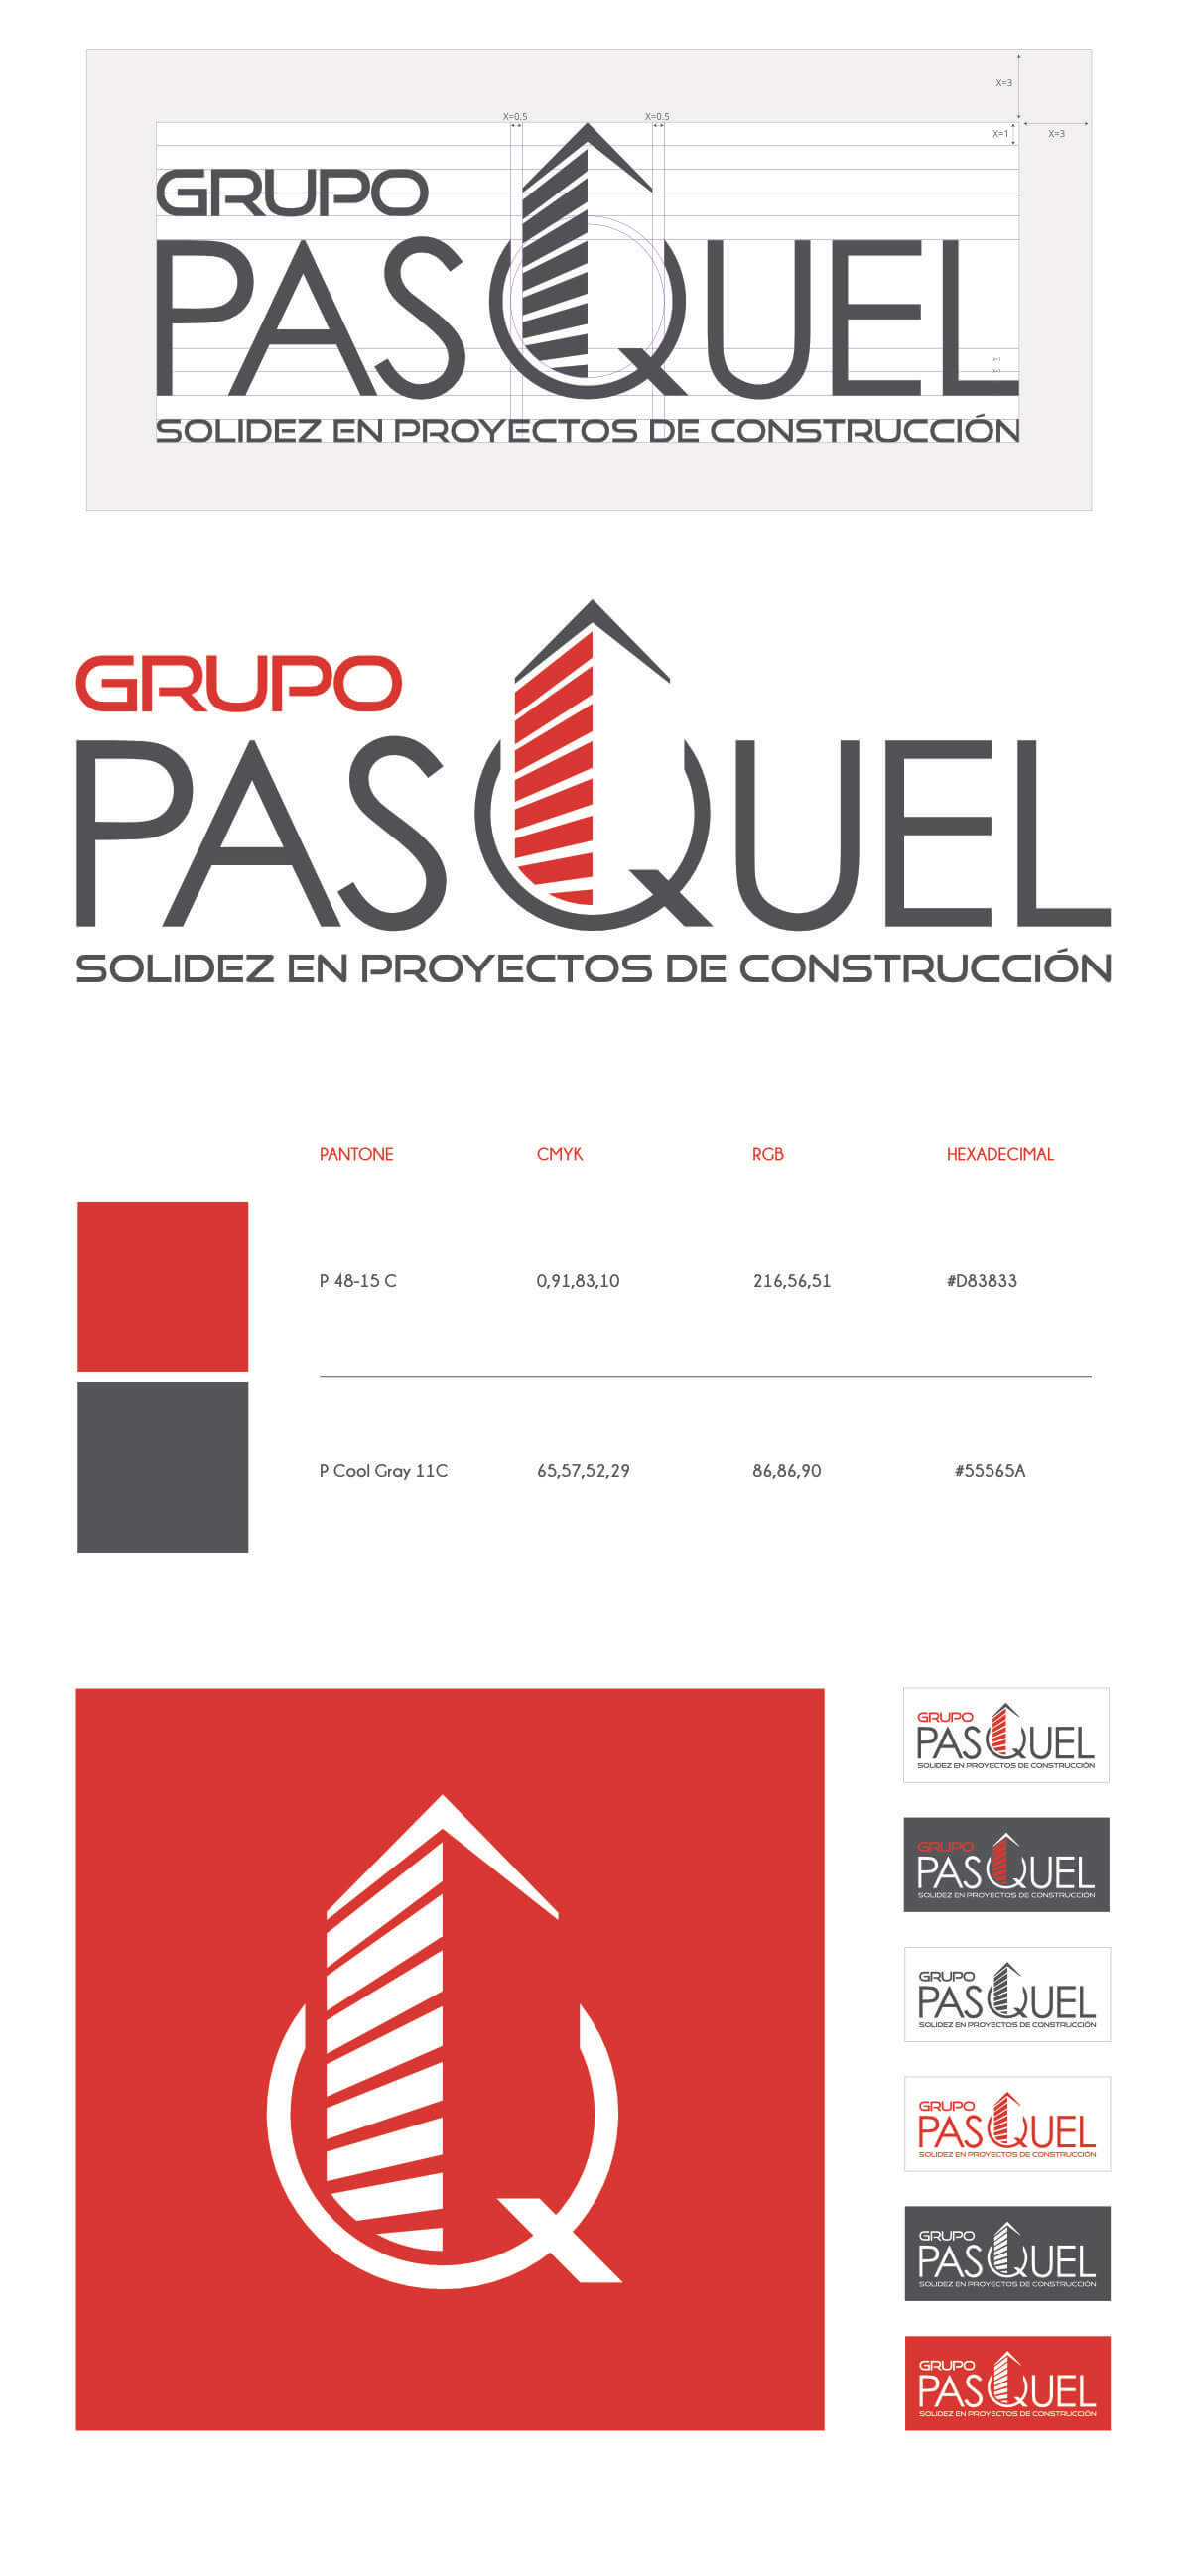 X=3
X=0.5 X=0.5
X=1 X=3
GRUPO
PASQUEL
SOLIDEZ EN PROYECTOS DE CONSTRUCCIÓN
GRUPO
PASQUEL
SOLIDEZ EN PROYECTOS DE CONSTRUCCIÓN
PANTONE CMYK RGB HEXADECIMAL
P 48-15 C 0,91,83,10 216,56,51 #D83833
P Cool Gray 11C 65,57,52,29 86,86,90 #55565A
Q
GRUPO
PASQUEL
SOLIDEZ EN PROYECTOS DE CONSTRUCCIÓN
GRUPO
PASQUEL
SOLIDEZ EN PROYECTOS DE CONSTRUCCIÓN
GRUPO
PASQUEL
SOLIDEZ EN PROYECTOS DE CONSTRUCCIÓN
GRUPO
PASQUEL
SOLIDEZ EN PROYECTOS DE CONSTRUCCIÓN
GRUPO
PASQUEL
SOLIDEZ EN PROYECTOS DE CONSTRUCCIÓN
GRUPO
PASQUEL
SOLIDEZ EN PROYECTOS DE CONSTRUCCIÓN